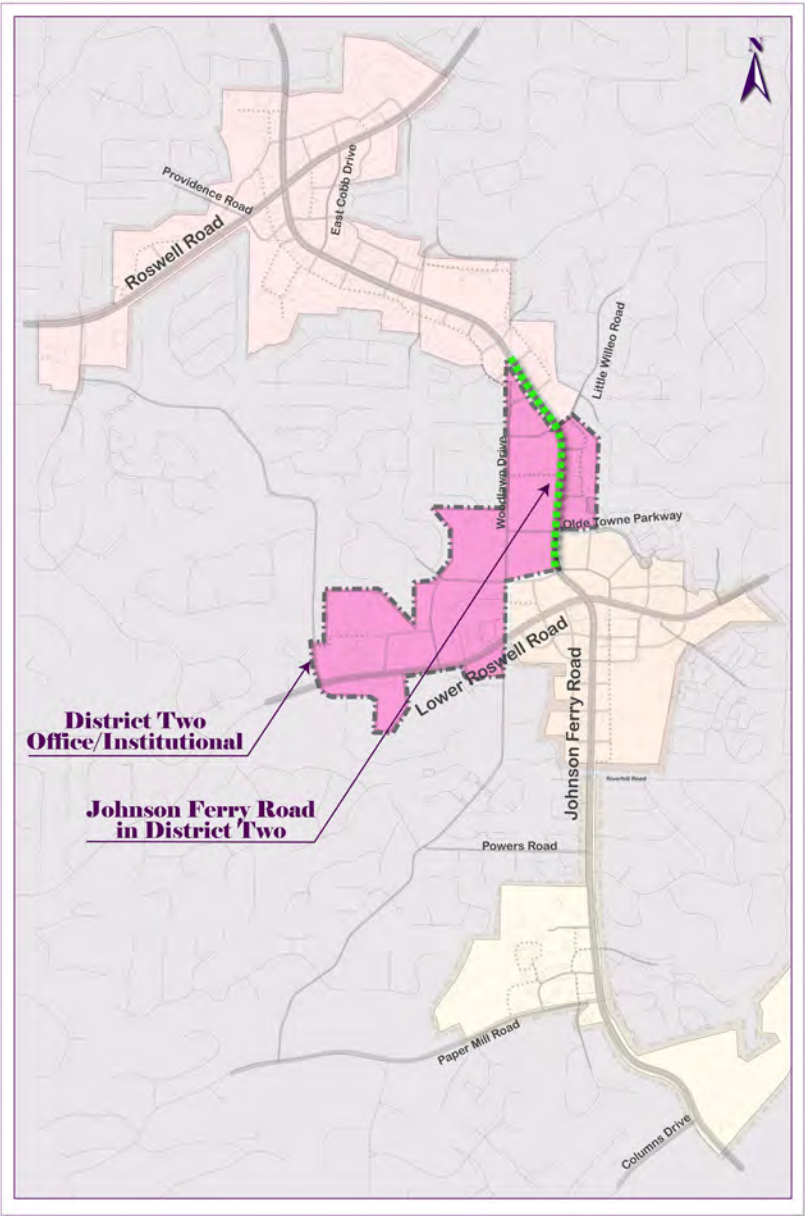 N
Providence Road
East Cobb Drive
Roswell Road
Little Willeo Road
Woodlawn Drive
Olde Towne Parkway
Lower Roswell Road
District Two
Office/Institutional
Johnson Ferry Road
Johnson Ferry Road
in District Two
Riverhill Road
Powers Road
Paper Mill Road
Columns Drive